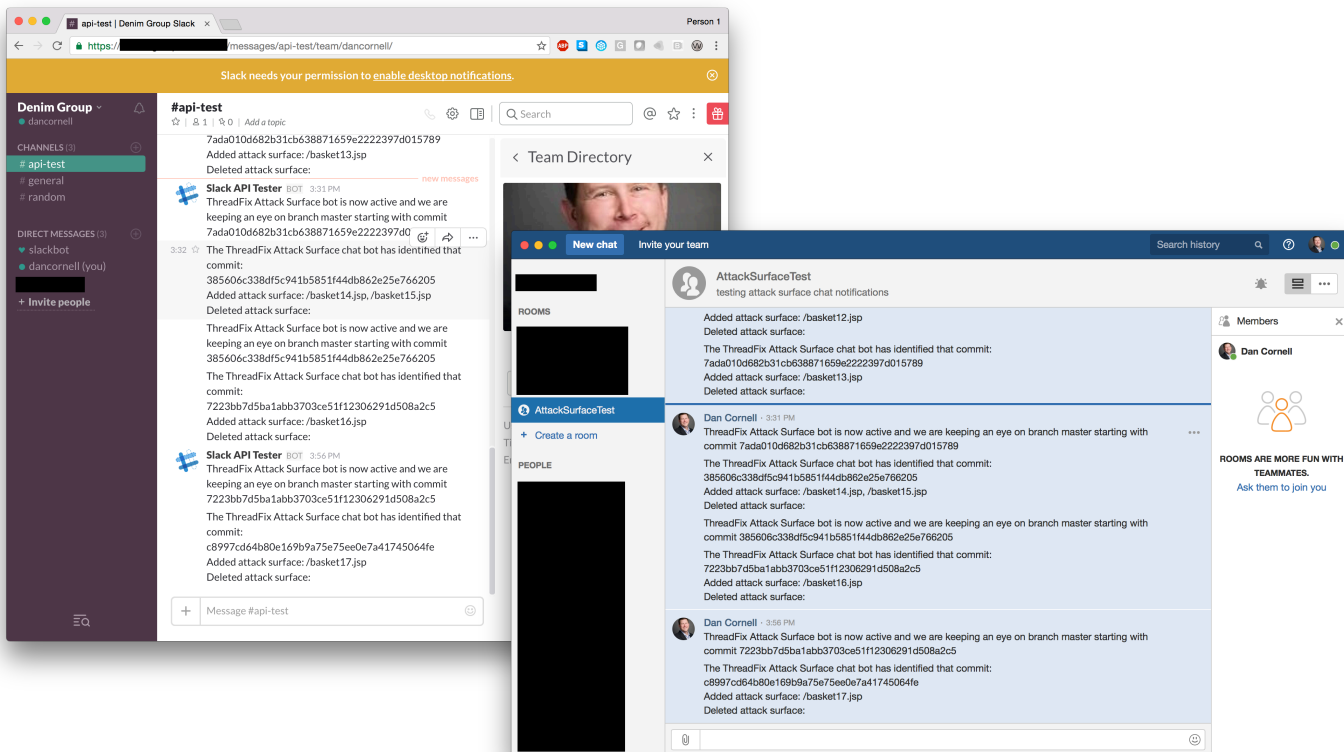 api-test | Denim Group Slack ×
Person 1
https:// /messages/api-test/team/dancornell/
ABP S G W
Slack needs your permission to enable desktop notifications.
Denim Group
dancornell
CHANNELS (3)
# api-test
# general
# random
DIRECT MESSAGES (3)
slackbot
dancornell (you)
+ Invite people
#api-test
1 | 0 | Add a topic
Search
7ada010d682b31cb638871659e2222397d015789
Added attack surface: /basket13.jsp
Deleted attack surface:
new messages
Slack API Tester BOT 3:31 PM
ThreadFix Attack Surface bot is now active and we are
keeping an eye on branch master starting with commit
7ada010d682b31cb638871659e2222397d0
3:32 The ThreadFix Attack Surface chat bot has identified that
commit:
385606c338df5c941b5851f44db862e25e766205
Added attack surface: /basket14.jsp, /basket15.jsp
Deleted attack surface:
ThreadFix Attack Surface bot is now active and we are
keeping an eye on branch master starting with commit
385606c338df5c941b5851f44db862e25e766205
The ThreadFix Attack Surface chat bot has identified that
commit:
7223bb7d5ba1abb3703ce51f12306291d508a2c5
Added attack surface: /basket16.jsp
Deleted attack surface:
Slack API Tester BOT 3:56 PM
ThreadFix Attack Surface bot is now active and we are
keeping an eye on branch master starting with commit
7223bb7d5ba1abb3703ce51f12306291d508a2c5
The ThreadFix Attack Surface chat bot has identified that
commit:
c8997cd64b80e169b9a75e75ee0e7a41745064fe
Added attack surface: /basket17.jsp
Deleted attack surface:
+ Message #api-test
< Team Directory ×
New chat Invite your team
Search history
ROOMS
AttackSurfaceTest
+ Create a room
PEOPLE
AttackSurfaceTest
testing attack surface chat notifications
Added attack surface: /basket12.jsp
Deleted attack surface:
The ThreadFix Attack Surface chat bot has identified that commit:
7ada010d682b31cb638871659e2222397d015789
Added attack surface: /basket13.jsp
Deleted attack surface:
Dan Cornell · 3:31 PM
ThreadFix Attack Surface bot is now active and we are keeping an eye on branch master starting with
commit 7ada010d682b31cb638871659e2222397d015789
The ThreadFix Attack Surface chat bot has identified that commit:
385606c338df5c941b5851f44db862e25e766205
Added attack surface: /basket14.jsp, /basket15.jsp
Deleted attack surface:
ThreadFix Attack Surface bot is now active and we are keeping an eye on branch master starting with
commit 385606c338df5c941b5851f44db862e25e766205
The ThreadFix Attack Surface chat bot has identified that commit:
7223bb7d5ba1abb3703ce51f12306291d508a2c5
Added attack surface: /basket16.jsp
Deleted attack surface:
Dan Cornell · 3:56 PM
ThreadFix Attack Surface bot is now active and we are keeping an eye on branch master starting with
commit 7223bb7d5ba1abb3703ce51f12306291d508a2c5
The ThreadFix Attack Surface chat bot has identified that commit:
c8997cd64b80e169b9a75e75ee0e7a41745064fe
Added attack surface: /basket17.jsp
Deleted attack surface:
Members ×
Dan Cornell
ROOMS ARE MORE FUN WITH
TEAMMATES.
Ask them to join you